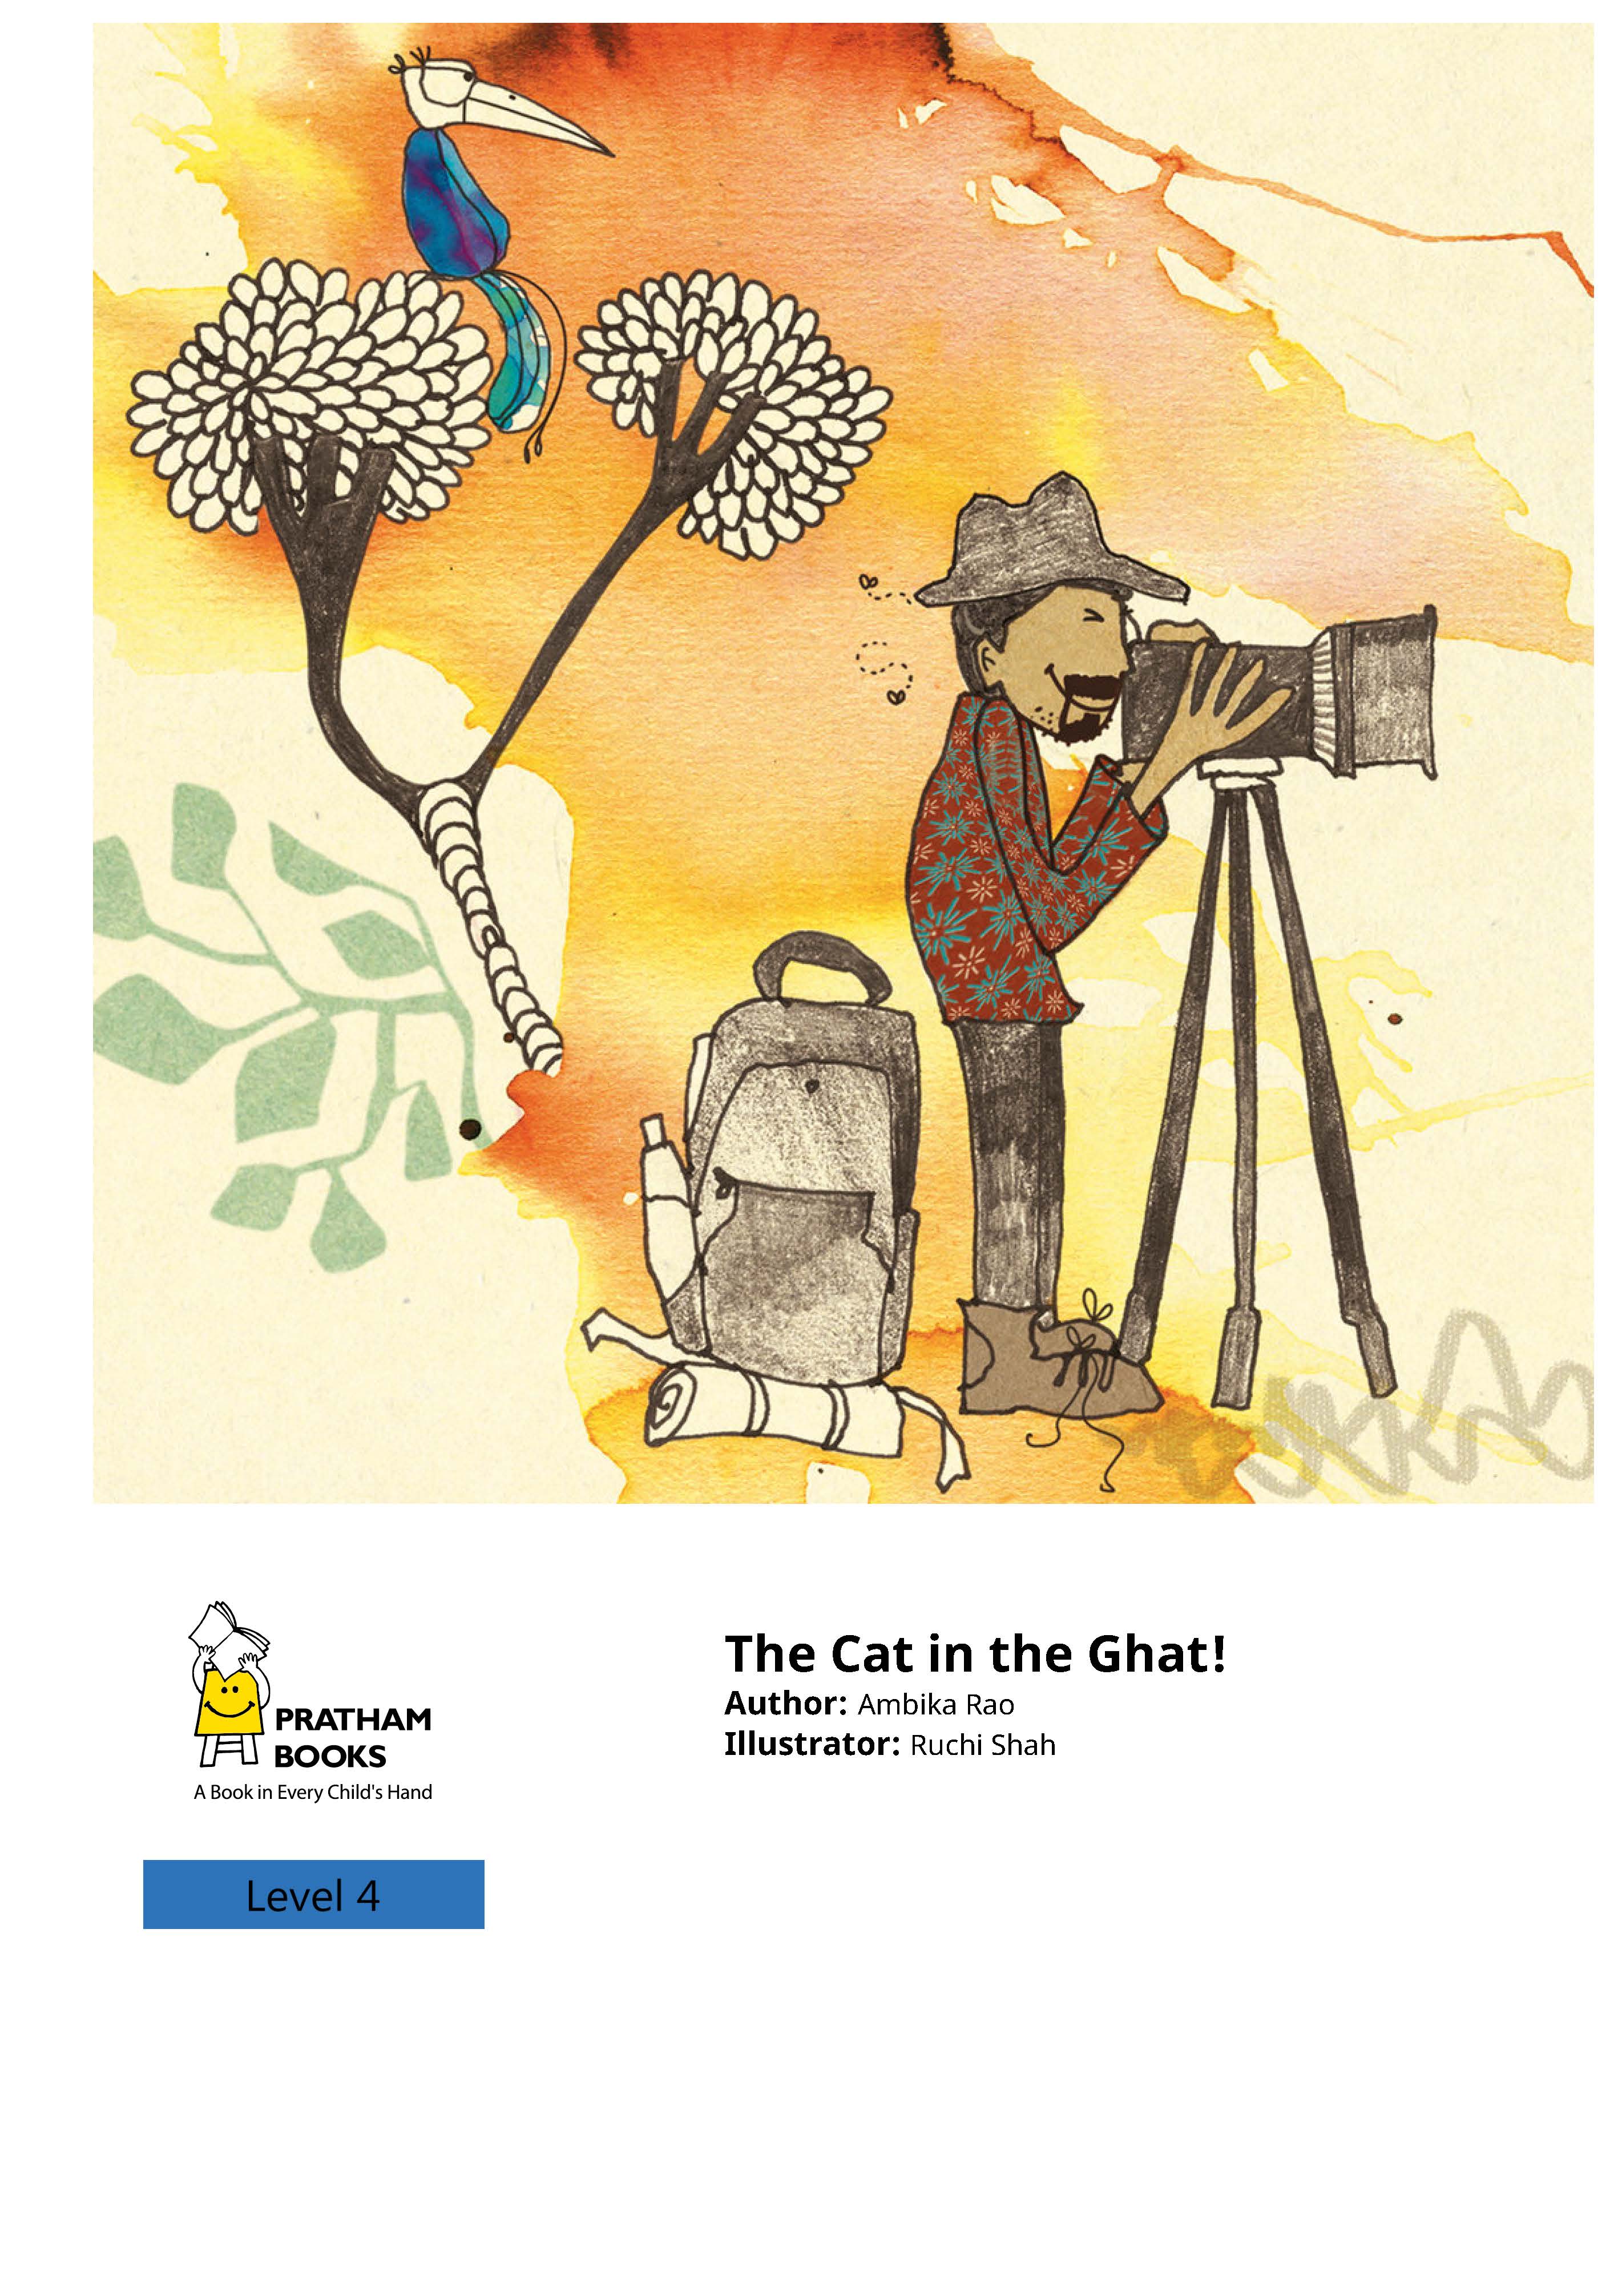 PRATHAM
BOOKS
A Book in Every Child's Hand
The Cat in the Ghat!
Author: Ambika Rao
Illustrator: Ruchi Shah
Level 4